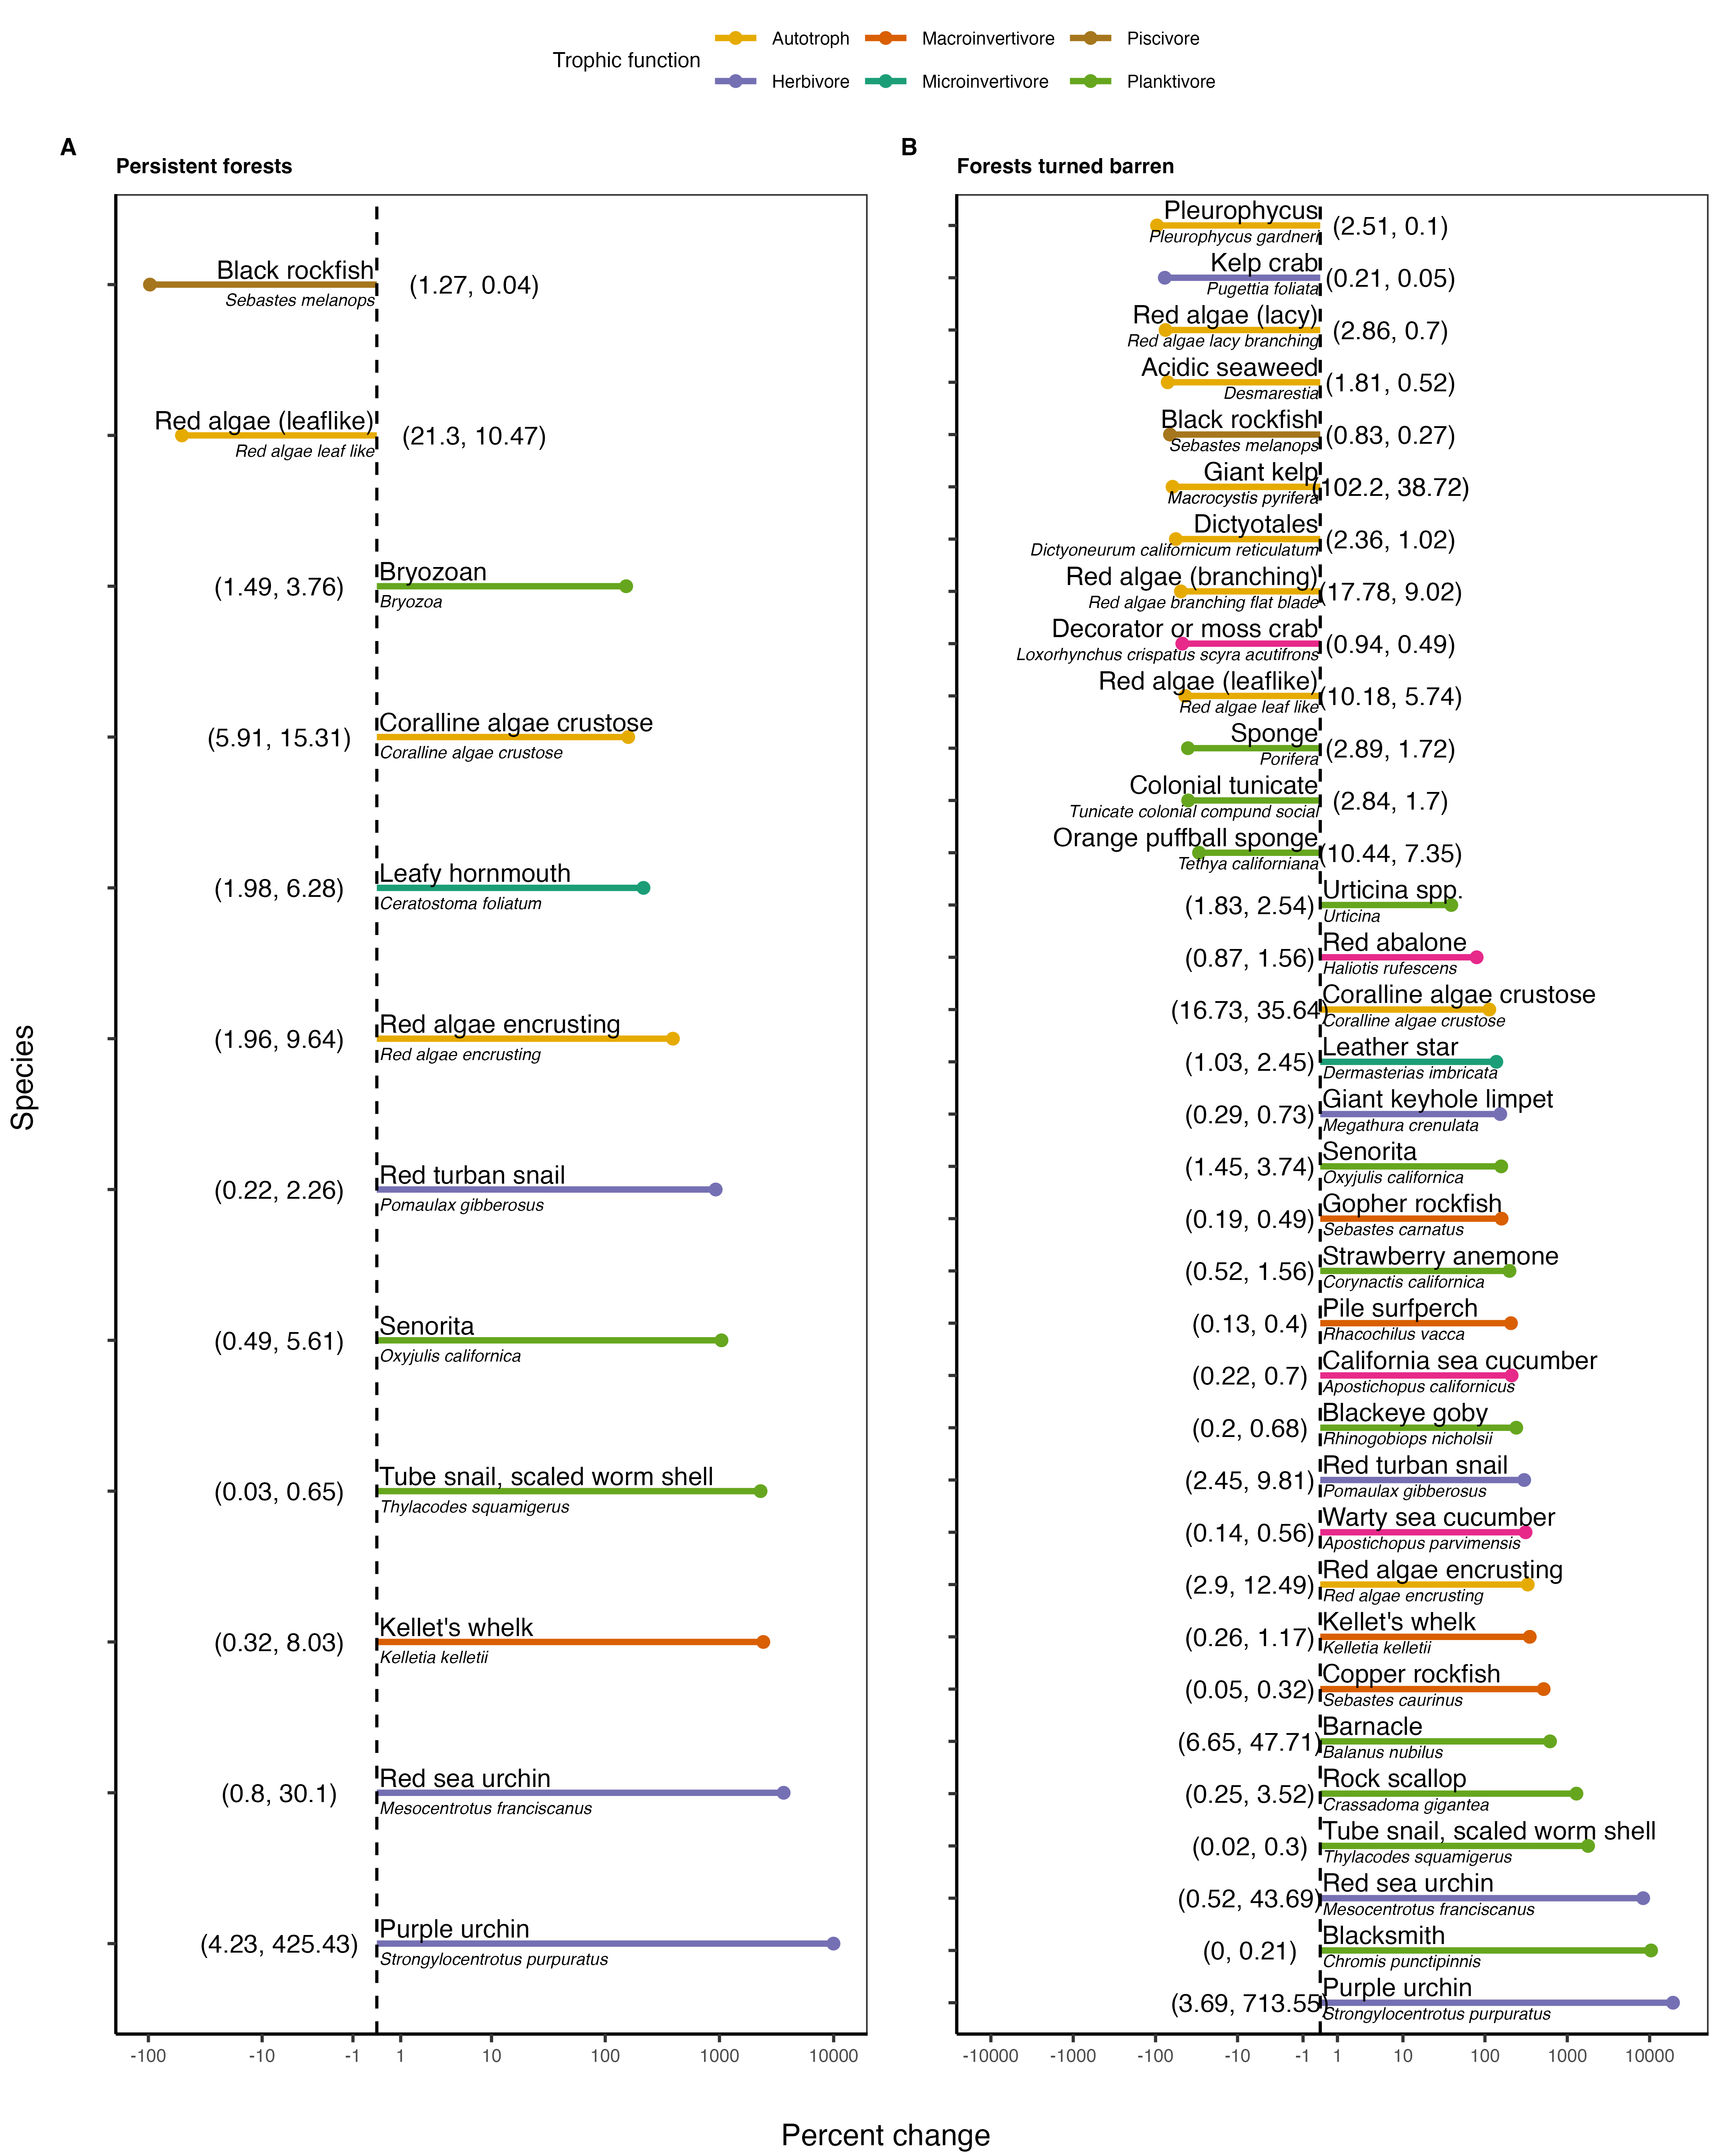 Trophic function
Autotroph
Macroinvertivore
Piscivore
Herbivore
Microinvertivore
Planktivore
A
Persistent forests
Black rockfish
Sebastes melanops
(1.27, 0.04)
Red algae (leaflike)
Red algae leaf like
(21.3, 10.47)
(1.49, 3.76)
Bryozoan
Bryozoa
(5.91, 15.31)
Coralline algae crustose
Coralline algae crustose
(1.98, 6.28)
Leafy hornmouth
Ceratostoma foliatum
(1.96, 9.64)
Red algae encrusting
Red algae encrusting
(0.22, 2.26)
Red turban snail
Pomaulax gibberosus
(0.49, 5.61)
Senorita
Oxyjulis californica
(0.03, 0.65)
Tube snail, scaled worm shell
Thylacodes squamigerus
(0.32, 8.03)
Kellet's whelk
Kelletia kelletii
(0.8, 30.1)
Red sea urchin
Mesocentrotus franciscanus
(4.23, 425.43)
Purple urchin
Strongylocentrotus purpuratus
-100 -10 -1 1 10 100 1000 10000
B
Forests turned barren
Pleurophycus
Pleurophycus gardneri
(2.51, 0.1)
Kelp crab
Pugettia foliata
(0.21, 0.05)
Red algae (lacy)
Red algae lacy branching
(2.86, 0.7)
Acidic seaweed
Desmarestia
(1.81, 0.52)
Black rockfish
Sebastes melanops
(0.83, 0.27)
Giant kelp
Macrocystis pyrifera
(102.2, 38.72)
Dictyotales
Dictyoneurum californicum reticulatum
(2.36, 1.02)
Red algae (branching)
Red algae branching flat blade
(17.78, 9.02)
Decorator or moss crab
Loxorhynchus crispatus scyra acutifrons
(0.94, 0.49)
Red algae (leaflike)
Red algae leaf like
(10.18, 5.74)
Sponge
Porifera
(2.89, 1.72)
Colonial tunicate
Tunicate colonial compund social
(2.84, 1.7)
Orange puffball sponge
Tethya californiana
(10.44, 7.35)
(1.83, 2.54)
Urticina spp.
Urticina
(0.87, 1.56)
Red abalone
Haliotis rufescens
(16.73, 35.64)
Coralline algae crustose
Coralline algae crustose
(1.03, 2.45)
Leather star
Dermasterias imbricata
(0.29, 0.73)
Giant keyhole limpet
Megathura crenulata
(1.45, 3.74)
Senorita
Oxyjulis californica
(0.19, 0.49)
Gopher rockfish
Sebastes carnatus
(0.52, 1.56)
Strawberry anemone
Corynactis californica
(0.13, 0.4)
Pile surfperch
Rhacochilus vacca
(0.22, 0.7)
California sea cucumber
Apostichopus californicus
(0.2, 0.68)
Blackeye goby
Rhinogobiops nicholsii
(2.45, 9.81)
Red turban snail
Pomaulax gibberosus
(0.14, 0.56)
Warty sea cucumber
Apostichopus parvimensis
(2.9, 12.49)
Red algae encrusting
Red algae encrusting
(0.26, 1.17)
Kellet's whelk
Kelletia kelletii
(0.05, 0.32)
Copper rockfish
Sebastes caurinus
(6.65, 47.71)
Barnacle
Balanus nubilus
(0.25, 3.52)
Rock scallop
Crassadoma gigantea
(0.02, 0.3)
Tube snail, scaled worm shell
Thylacodes squamigerus
(0.52, 43.69)
Red sea urchin
Mesocentrotus franciscanus
(0, 0.21)
Blacksmith
Chromis punctipinnis
(3.69, 713.55)
Purple urchin
Strongylocentrotus purpuratus
-10000 -1000 -100 -10 -1 1 10 100 1000 10000
Species
Percent change